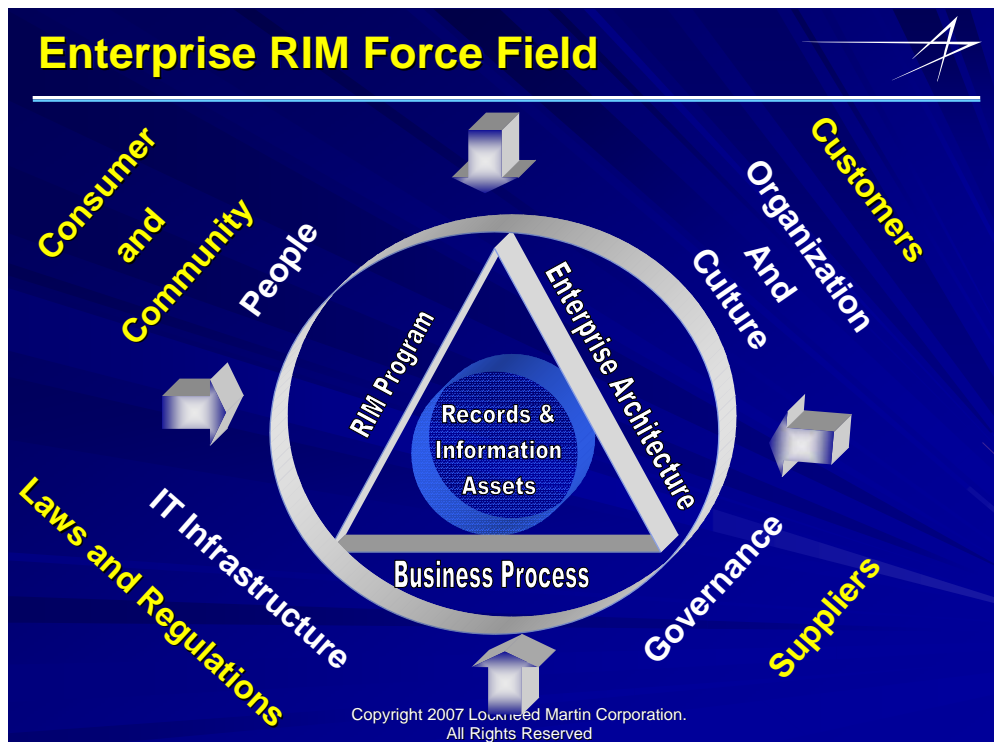 Enterprise RIM Force Field
Consumer
and
Community
People
Customers
Organization
And
Culture
RIM Program
Enterprise Architecture
Records &
Information
Assets
Business Process
Laws and Regulations
IT Infrastructure
Governance
Suppliers
Copyright 2007 Lockheed Martin Corporation.
All Rights Reserved